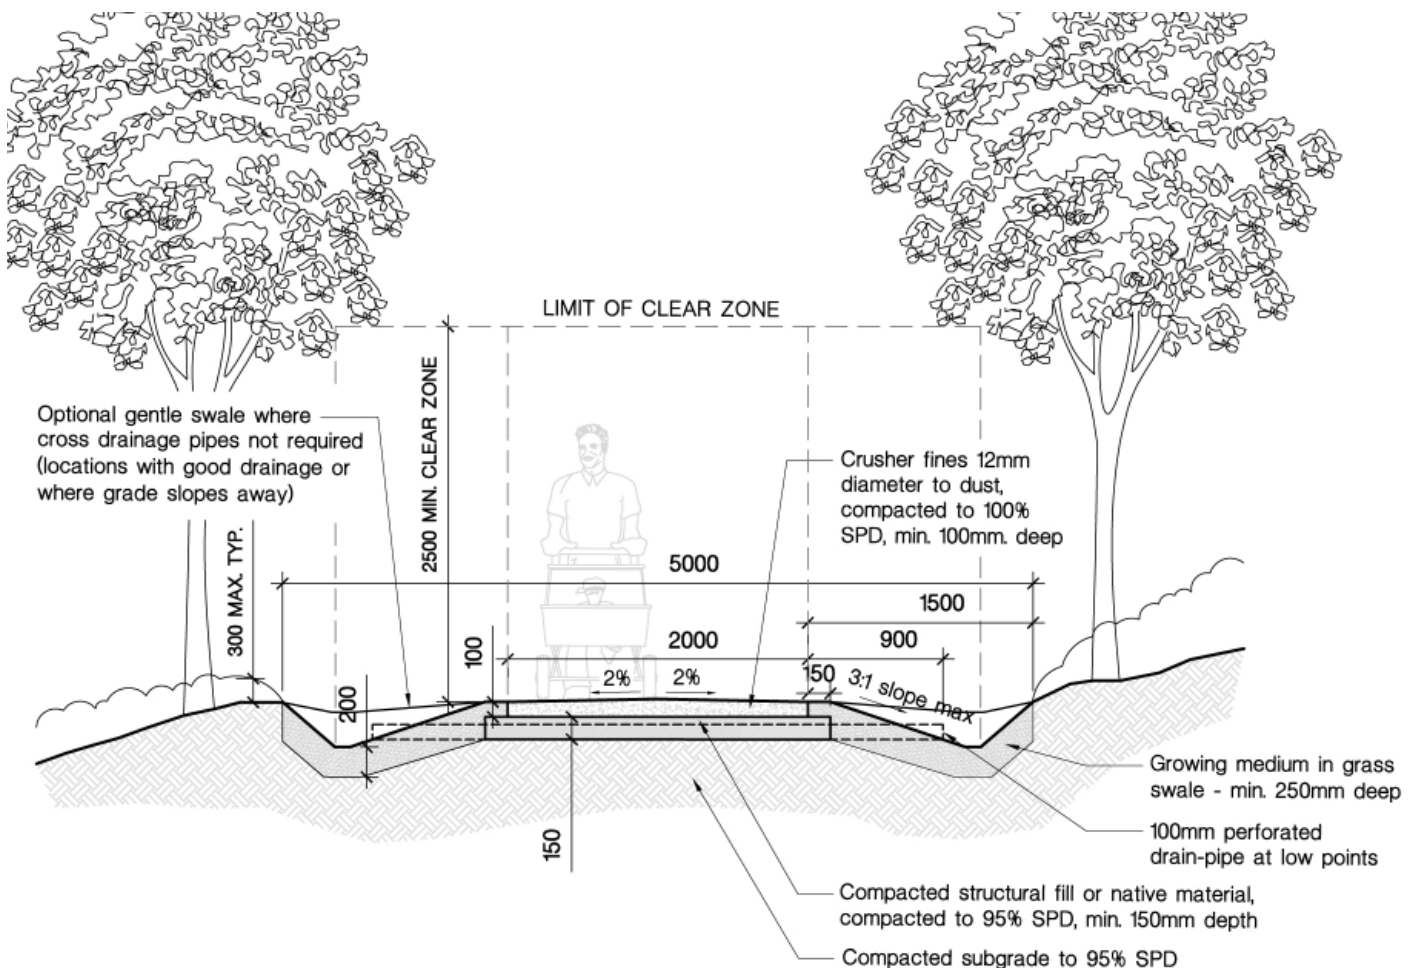 LIMIT OF CLEAR ZONE
2500 MIN. CLEAR ZONE
Optional gentle swale where
cross drainage pipes not required
(locations with good drainage or
where grade slopes away)
Crusher fines 12mm
diameter to dust,
compacted to 100%
SPD, min. 100mm. deep
300 MAX. TYP.
5000
1500
2000
900
100
2%
2%
150
3:1 slope max
200
150
Growing medium in grass
swale - min. 250mm deep
100mm perforated
drain-pipe at low points
Compacted structural fill or native material,
compacted to 95% SPD, min. 150mm depth
Compacted subgrade to 95% SPD